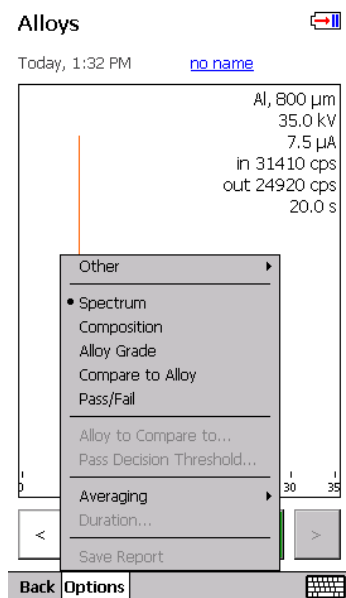 Alloys
Today, 1:32 PM no name
Al, 800 µm
35.0 kV
7.5 µA
in 31410 cps
out 24920 cps
20.0 s
Other
Spectrum
Composition
Alloy Grade
Compare to Alloy
Pass/Fail
Alloy to Compare to...
Pass Decision Threshold...
Averaging
Duration...
Save Report
0 30 35
< >
Back Options